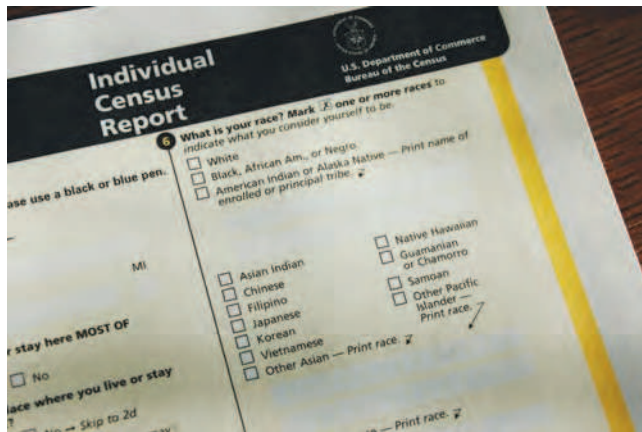 Individual
Census
Report
U.S. Department of Commerce
Bureau of the Census
ase use a black or blue pen.
MI
r stay here MOST OF
No
lace where you live or stay
?
No → Skip to 2d
6 What is your race? Mark X one or more races to
indicate what you consider yourself to be.
White
Black, African Am., or Negro
American Indian or Alaska Native — Print name of
enrolled or principal tribe.
Asian Indian
Chinese
Filipino
Japanese
Korean
Vietnamese
Other Asian — Print race.
Native Hawaiian
Guamanian
or Chamorro
Samoan
Other Pacific
Islander —
Print race.
— Print race.